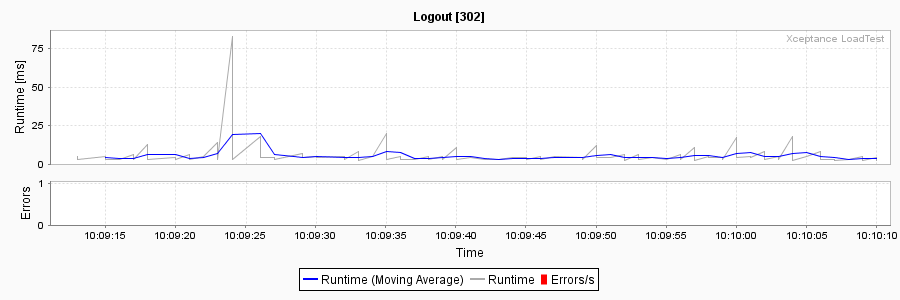 Logout [302]
Xceptance LoadTest
Runtime [ms]
75
50
25
0
Errors
1
0
10:09:15 10:09:20 10:09:25 10:09:30 10:09:35 10:09:40 10:09:45 10:09:50 10:09:55 10:10:00 10:10:05 10:10:10
Time
Runtime (Moving Average) Runtime Errors/s